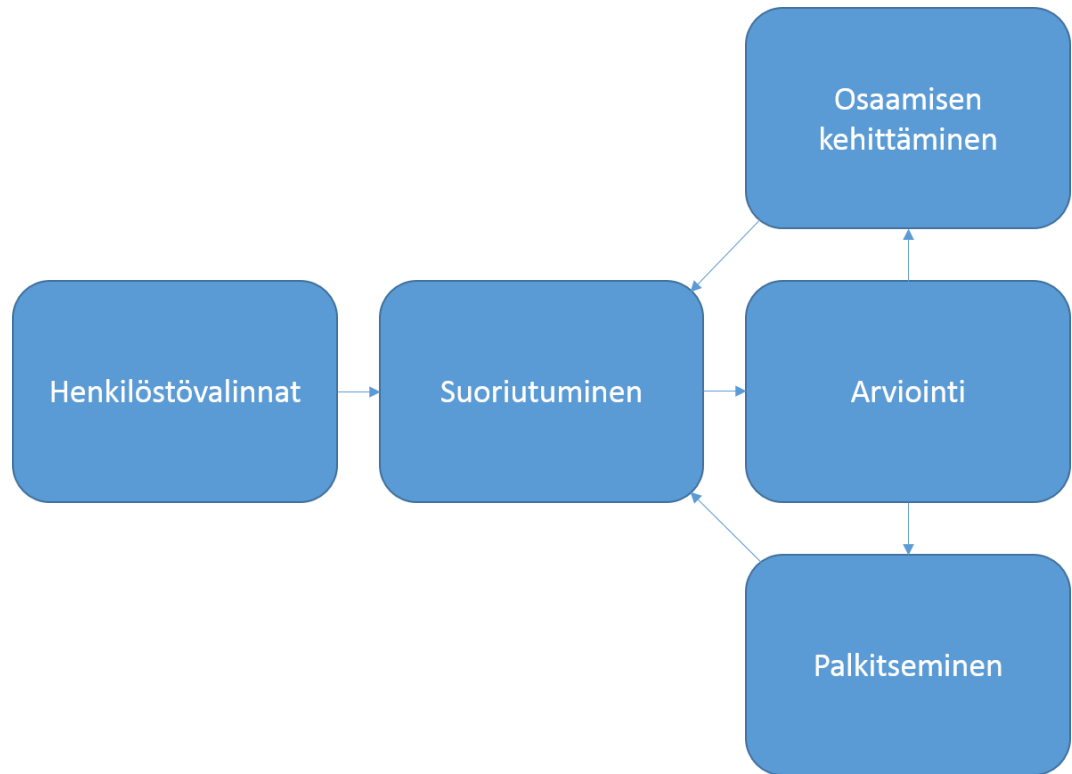 Osaamisen
kehittäminen
Henkilöstövalinnat
Suoriutuminen
Arviointi
Palkitseminen